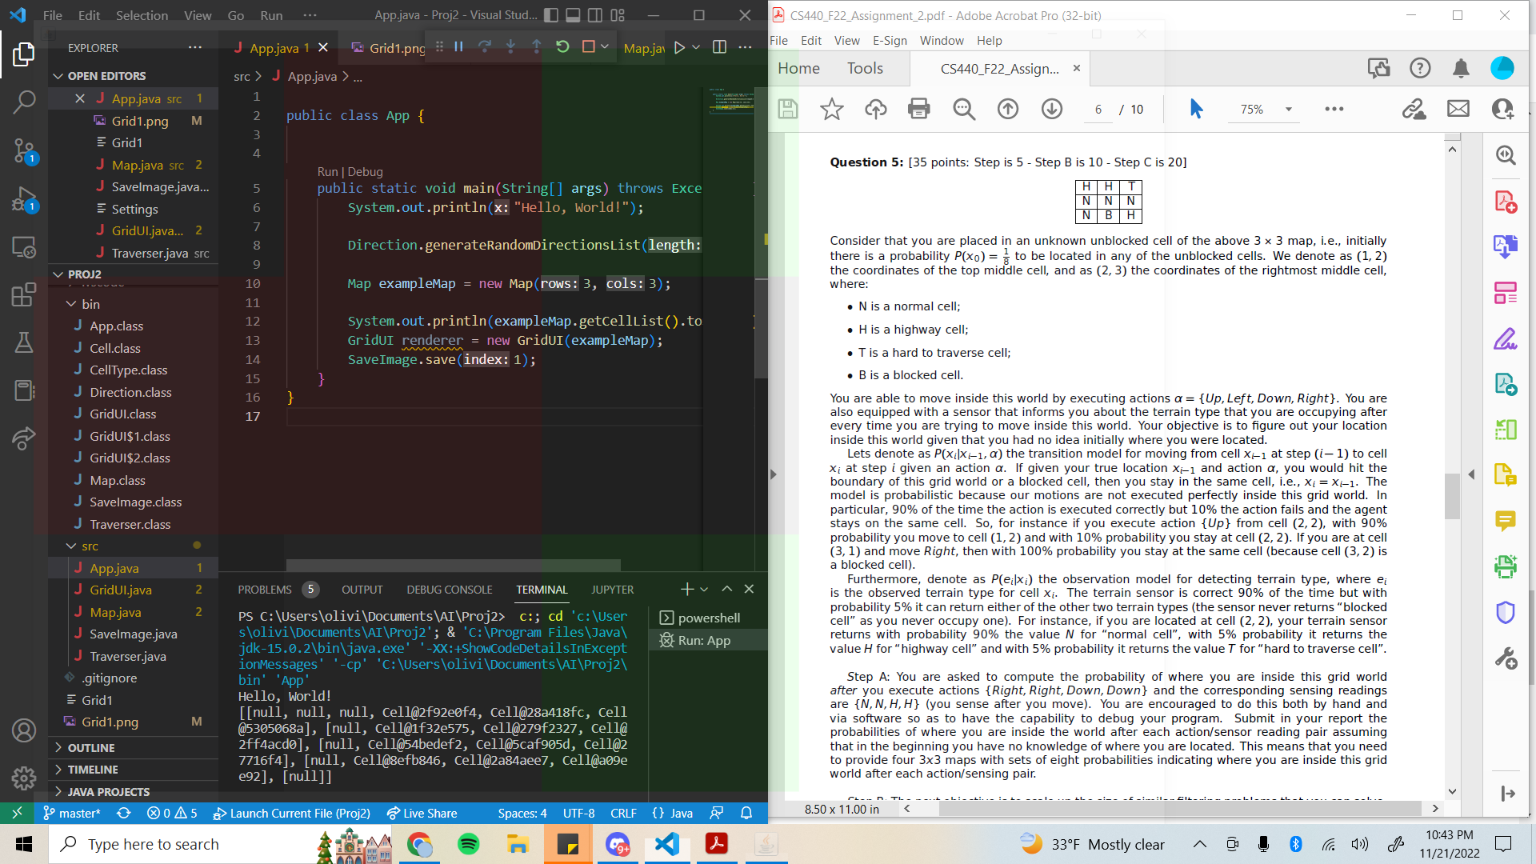 File Edit Selection View Go Run ··· App.java - Proj2 - Visual Stud...
EXPLORER ···
OPEN EDITORS
App.java src 1
Grid1.png M
Grid1
Map.java src 2
SaveImage.java...
Settings
GridUI.java... 2
Traverser.java src
PROJ2
bin
App.class
Cell.class
CellType.class
Direction.class
GridUI.class
GridUI$1.class
GridUI$2.class
Map.class
SaveImage.class
Traverser.class
src
App.java 1
GridUI.java 2
Map.java 2
SaveImage.java
Traverser.java
.gitignore
Grid1
Grid1.png M
OUTLINE
TIMELINE
JAVA PROJECTS
App.java 1 Grid1.png Map.jav
src > App.java > ...
1
2 public class App {
3
4
Run | Debug
5 public static void main(String[] args) throws Exce
6 System.out.println(x: "Hello, World!");
7
8 Direction.generateRandomDirectionsList(length:
9
10 Map exampleMap = new Map(rows: 3, cols: 3);
11
12 System.out.println(exampleMap.getCellList().to
13 GridUI renderer = new GridUI(exampleMap);
14 SaveImage.save(index: 1);
15 }
16 }
17
PROBLEMS 5 OUTPUT DEBUG CONSOLE TERMINAL JUPYTER
PS C:\Users\olivi\Documents\AI\Proj2> c:; cd 'c:\User
s\olivi\Documents\AI\Proj2'; & 'C:\Program Files\Java\
jdk-15.0.2\bin\java.exe' '-XX:+ShowCodeDetailsInExcept
ionMessages' '-cp' 'C:\Users\olivi\Documents\AI\Proj2\
bin' 'App'
Hello, World!
[[null, null, null, Cell@2f92e0f4, Cell@28a418fc, Cell
@5305068a], [null, Cell@1f32e575, Cell@279f2327, Cell@
2ff4acd0], [null, Cell@54bedef2, Cell@5caf905d, Cell@2
7716f4], [null, Cell@8efb846, Cell@2a84aee7, Cell@a09e
e92], [null]]
powershell
Run: App
master* 0 5 Launch Current File (Proj2) Live Share Spaces: 4 UTF-8 CRLF {} Java
CS440_F22_Assignment_2.pdf - Adobe Acrobat Pro (32-bit)
File Edit View E-Sign Window Help
Home Tools CS440_F22_Assign... ×
6 / 10 75%
Question 5: [35 points: Step is 5 - Step B is 10 - Step C is 20]
H H T
N N N
N B H
Consider that you are placed in an unknown unblocked cell of the above 3 × 3 map, i.e., initially
there is a probability P(x0) = 1/8 to be located in any of the unblocked cells. We denote as (1, 2)
the coordinates of the top middle cell, and as (2, 3) the coordinates of the rightmost middle cell,
where:
• N is a normal cell;
• H is a highway cell;
• T is a hard to traverse cell;
• B is a blocked cell.
You are able to move inside this world by executing actions α = {Up, Left, Down, Right}. You are
also equipped with a sensor that informs you about the terrain type that you are occupying after
every time you are trying to move inside this world. Your objective is to figure out your location
inside this world given that you had no idea initially where you were located.
Lets denote as P(xi|xi−1, α) the transition model for moving from cell xi−1 at step (i − 1) to cell
xi at step i given an action α. If given your true location xi−1 and action α, you would hit the
boundary of this grid world or a blocked cell, then you stay in the same cell, i.e., xi = xi−1. The
model is probabilistic because our motions are not executed perfectly inside this grid world. In
particular, 90% of the time the action is executed correctly but 10% the action fails and the agent
stays on the same cell. So, for instance if you execute action {Up} from cell (2, 2), with 90%
probability you move to cell (1, 2) and with 10% probability you stay at cell (2, 2). If you are at cell
(3, 1) and move Right, then with 100% probability you stay at the same cell (because cell (3, 2) is
a blocked cell).
Furthermore, denote as P(ei|xi) the observation model for detecting terrain type, where ei
is the observed terrain type for cell xi. The terrain sensor is correct 90% of the time but with
probability 5% it can return either of the other two terrain types (the sensor never returns “blocked
cell” as you never occupy one). For instance, if you are located at cell (2, 2), your terrain sensor
returns with probability 90% the value N for “normal cell”, with 5% probability it returns the
value H for “highway cell” and with 5% probability it returns the value T for “hard to traverse cell”.
Step A: You are asked to compute the probability of where you are inside this grid world
after you execute actions {Right, Right, Down, Down} and the corresponding sensing readings
are {N, N, H, H} (you sense after you move). You are encouraged to do this both by hand and
via software so as to have the capability to debug your program. Submit in your report the
probabilities of where you are inside the world after each action/sensor reading pair assuming
that in the beginning you have no knowledge of where you are located. This means that you need
to provide four 3x3 maps with sets of eight probabilities indicating where you are inside this grid
world after each action/sensing pair.
8.50 x 11.00 in
Type here to search
33°F Mostly clear
10:43 PM
11/21/2022